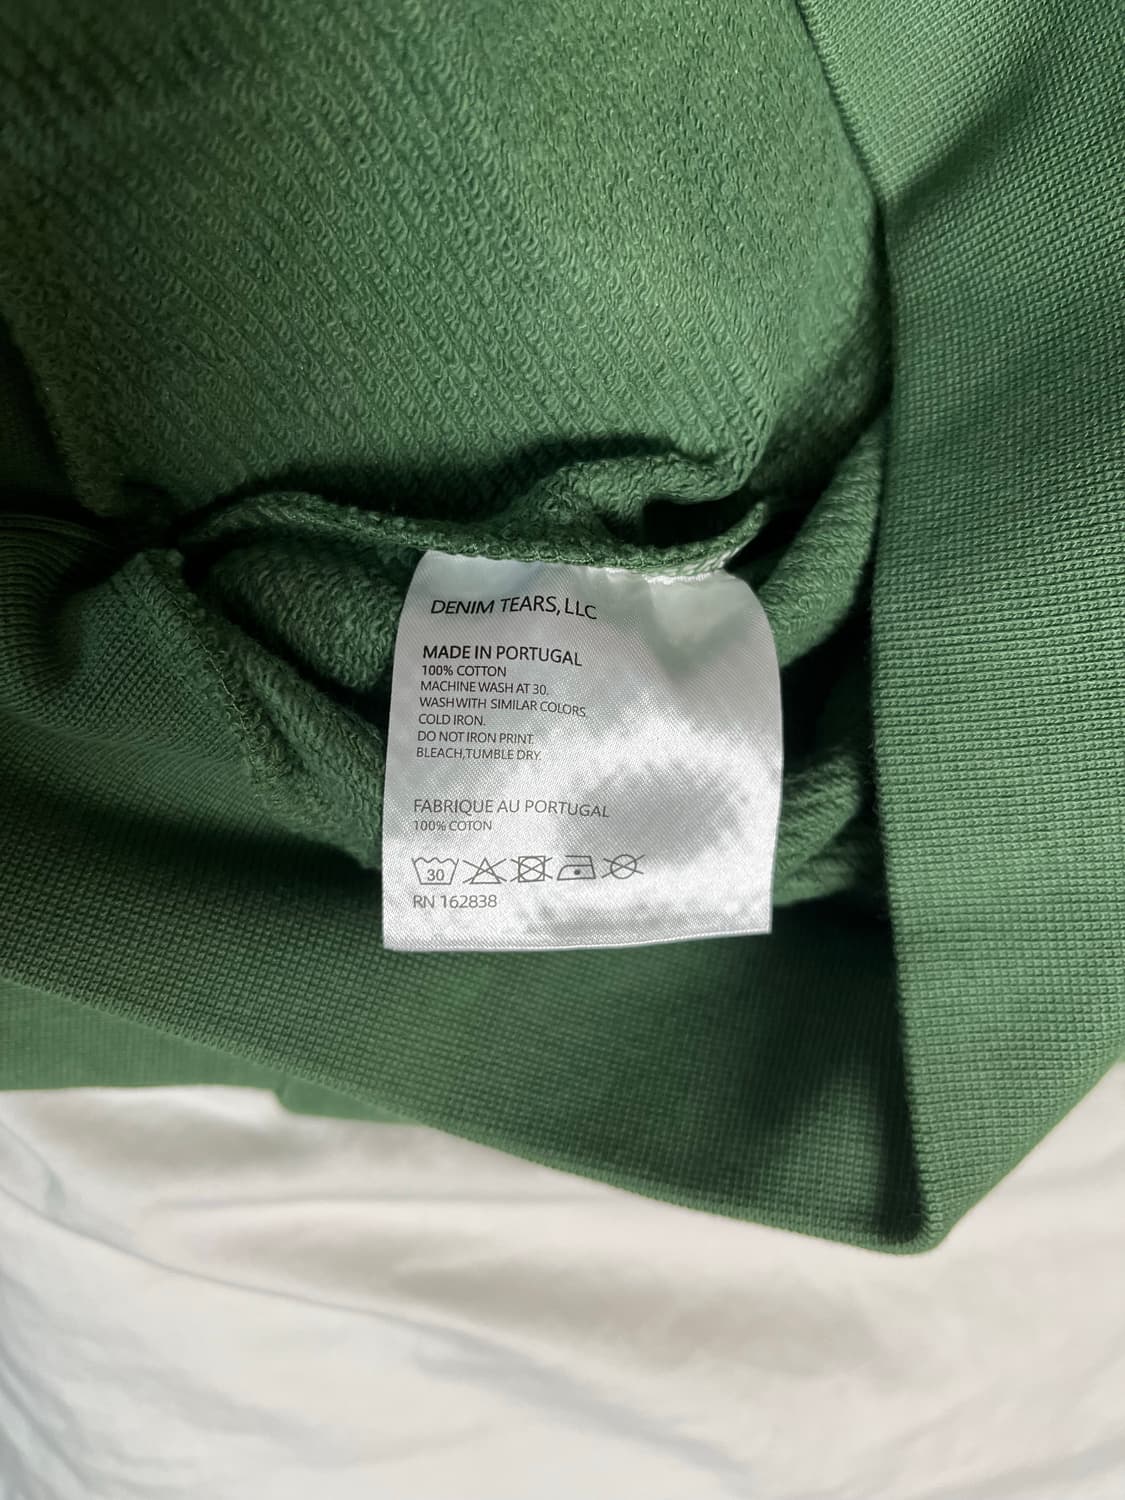 DENIM TEARS, LLC
MADE IN PORTUGAL
100% COTTON
MACHINE WASH AT 30.
WASH WITH SIMILAR COLORS.
COLD IRON.
DO NOT IRON PRINT.
BLEACH,TUMBLE DRY.
FABRIQUE AU PORTUGAL
100% COTON
30
RN 162838